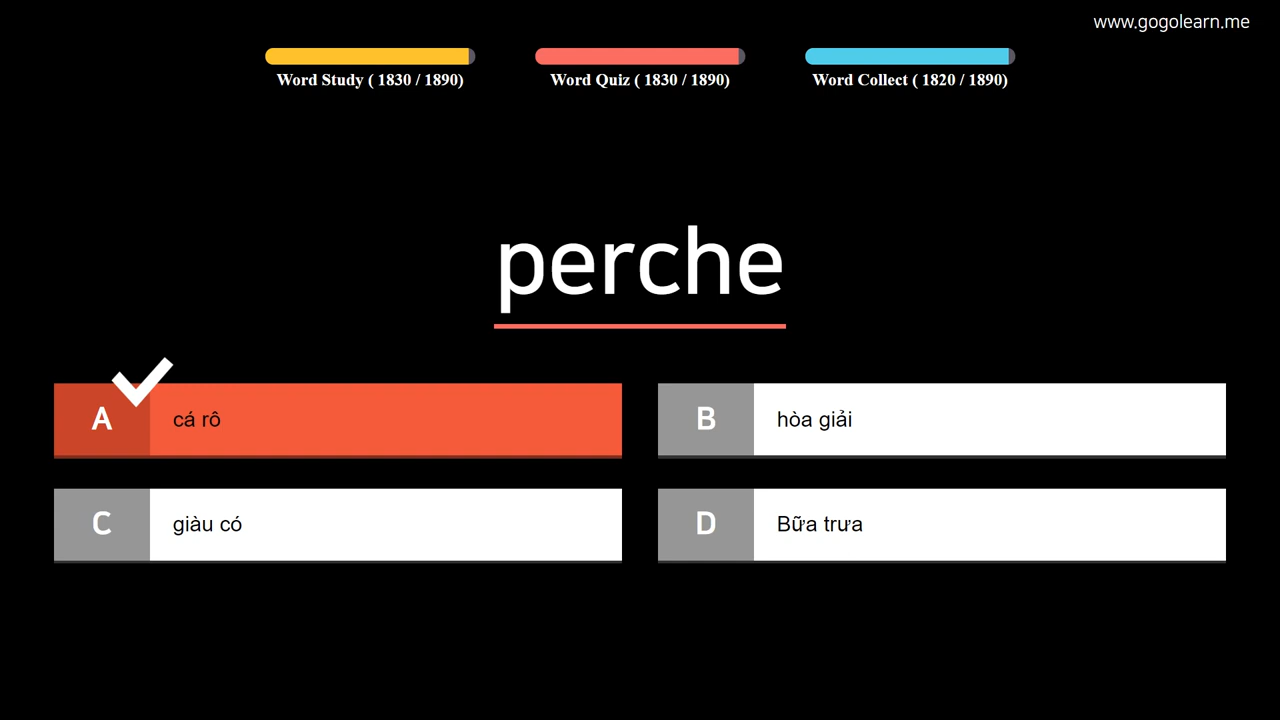 www.gogolearn.me
Word Study ( 1830 / 1890)
Word Quiz ( 1830 / 1890)
Word Collect ( 1820 / 1890)
perche
A cá rô
B hòa giải
C giàu có
D Bữa trưa